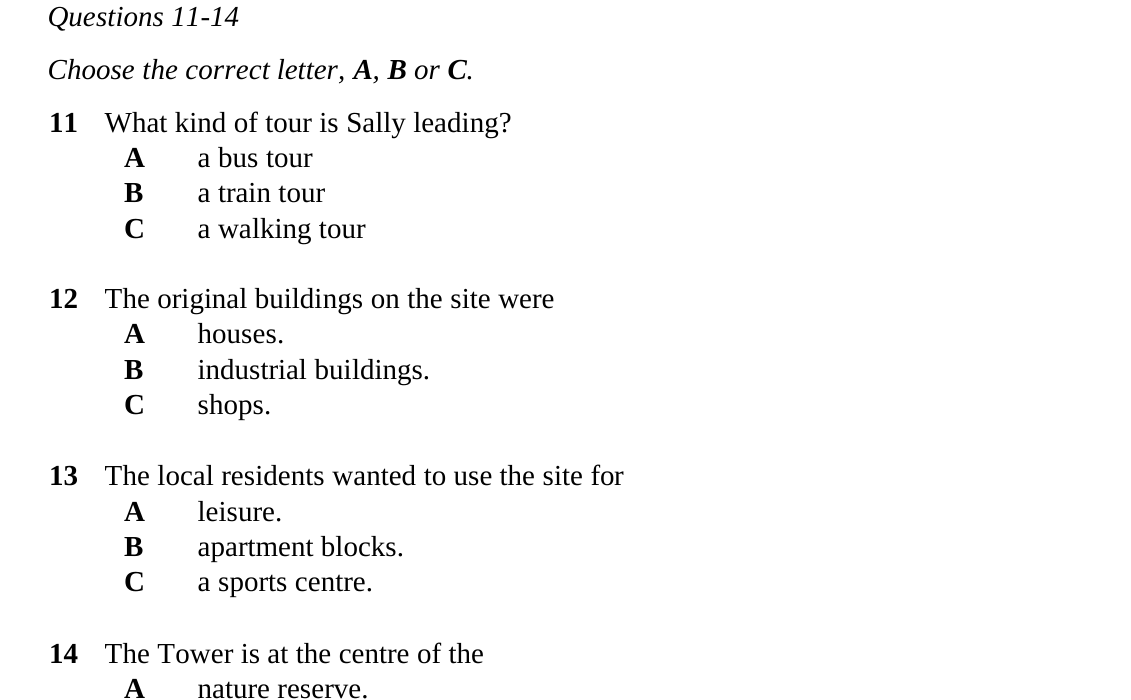 Questions 11-14
Choose the correct letter, A, B or C.
11 What kind of tour is Sally leading?
A a bus tour
B a train tour
C a walking tour
12 The original buildings on the site were
A houses.
B industrial buildings.
C shops.
13 The local residents wanted to use the site for
A leisure.
B apartment blocks.
C a sports centre.
14 The Tower is at the centre of the
A nature reserve.